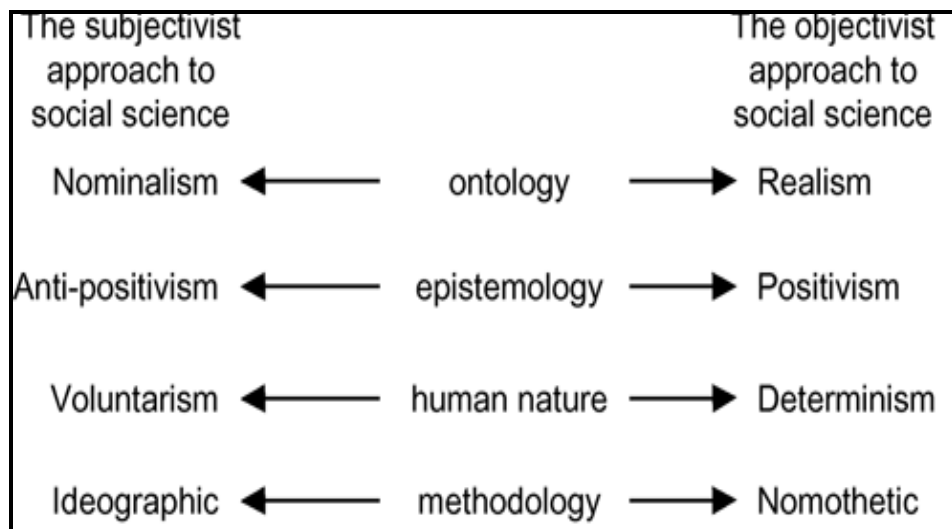 The subjectivist
approach to
social science
The objectivist
approach to
social science
Nominalism ontology Realism
Anti-positivism epistemology Positivism
Voluntarism human nature Determinism
Ideographic methodology Nomothetic